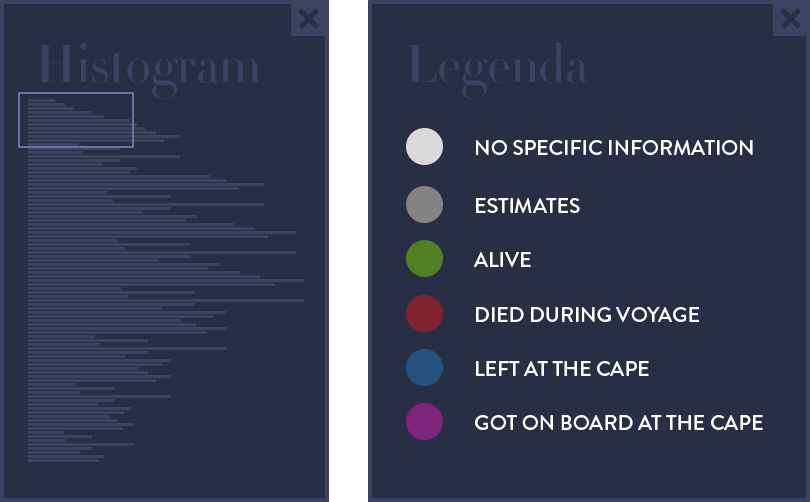 Histogram
Legenda
NO SPECIFIC INFORMATION
ESTIMATES
ALIVE
DIED DURING VOYAGE
LEFT AT THE CAPE
GOT ON BOARD AT THE CAPE